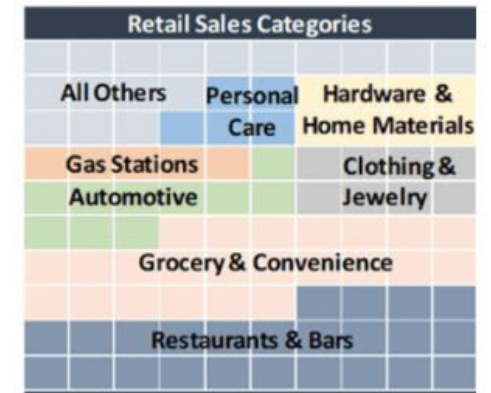 Retail Sales Categories
All Others
Personal
Care
Hardware &
Home Materials
Gas Stations
Clothing &
Jewelry
Automotive
Grocery & Convenience
Restaurants & Bars